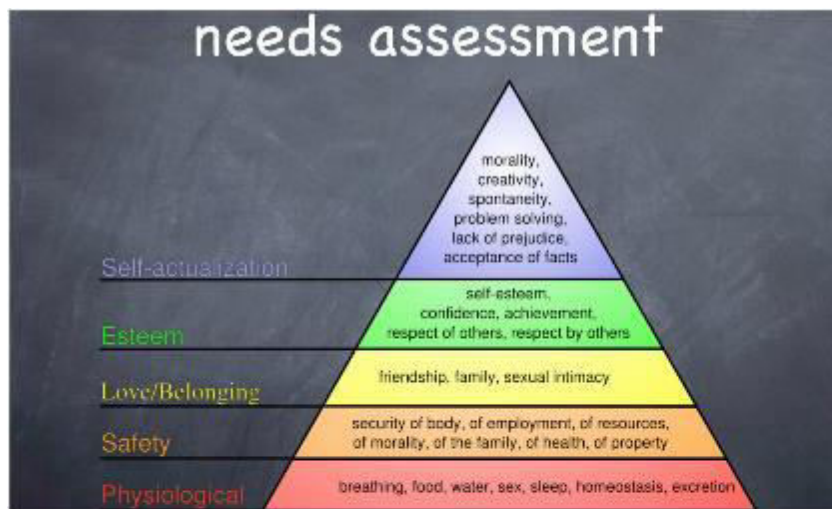 needs assessment
morality,
creativity,
spontaneity,
problem solving,
lack of prejudice,
acceptance of facts
Self-actualization
self-esteem,
confidence, achievement,
respect of others, respect by others
Esteem
friendship, family, sexual intimacy
Love/Belonging
security of body, of employment, of resources,
of morality, of the family, of health, of property
Safety
breathing, food, water, sex, sleep, homeostasis, excretion
Physiological